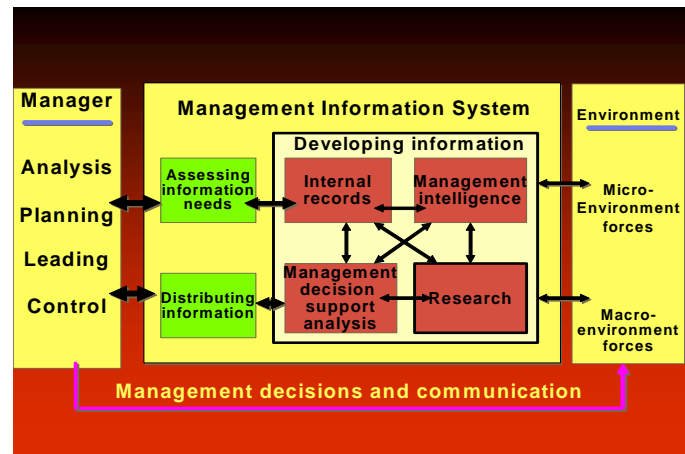 Manager
Analysis
Planning
Leading
Control
Management Information System
Developing information
Assessing
information
needs
Distributing
information
Internal
records
Management
intelligence
Management
decision
support
analysis
Research
Environment
Micro-
Environment
forces
Macro-
environment
forces
Management decisions and communication